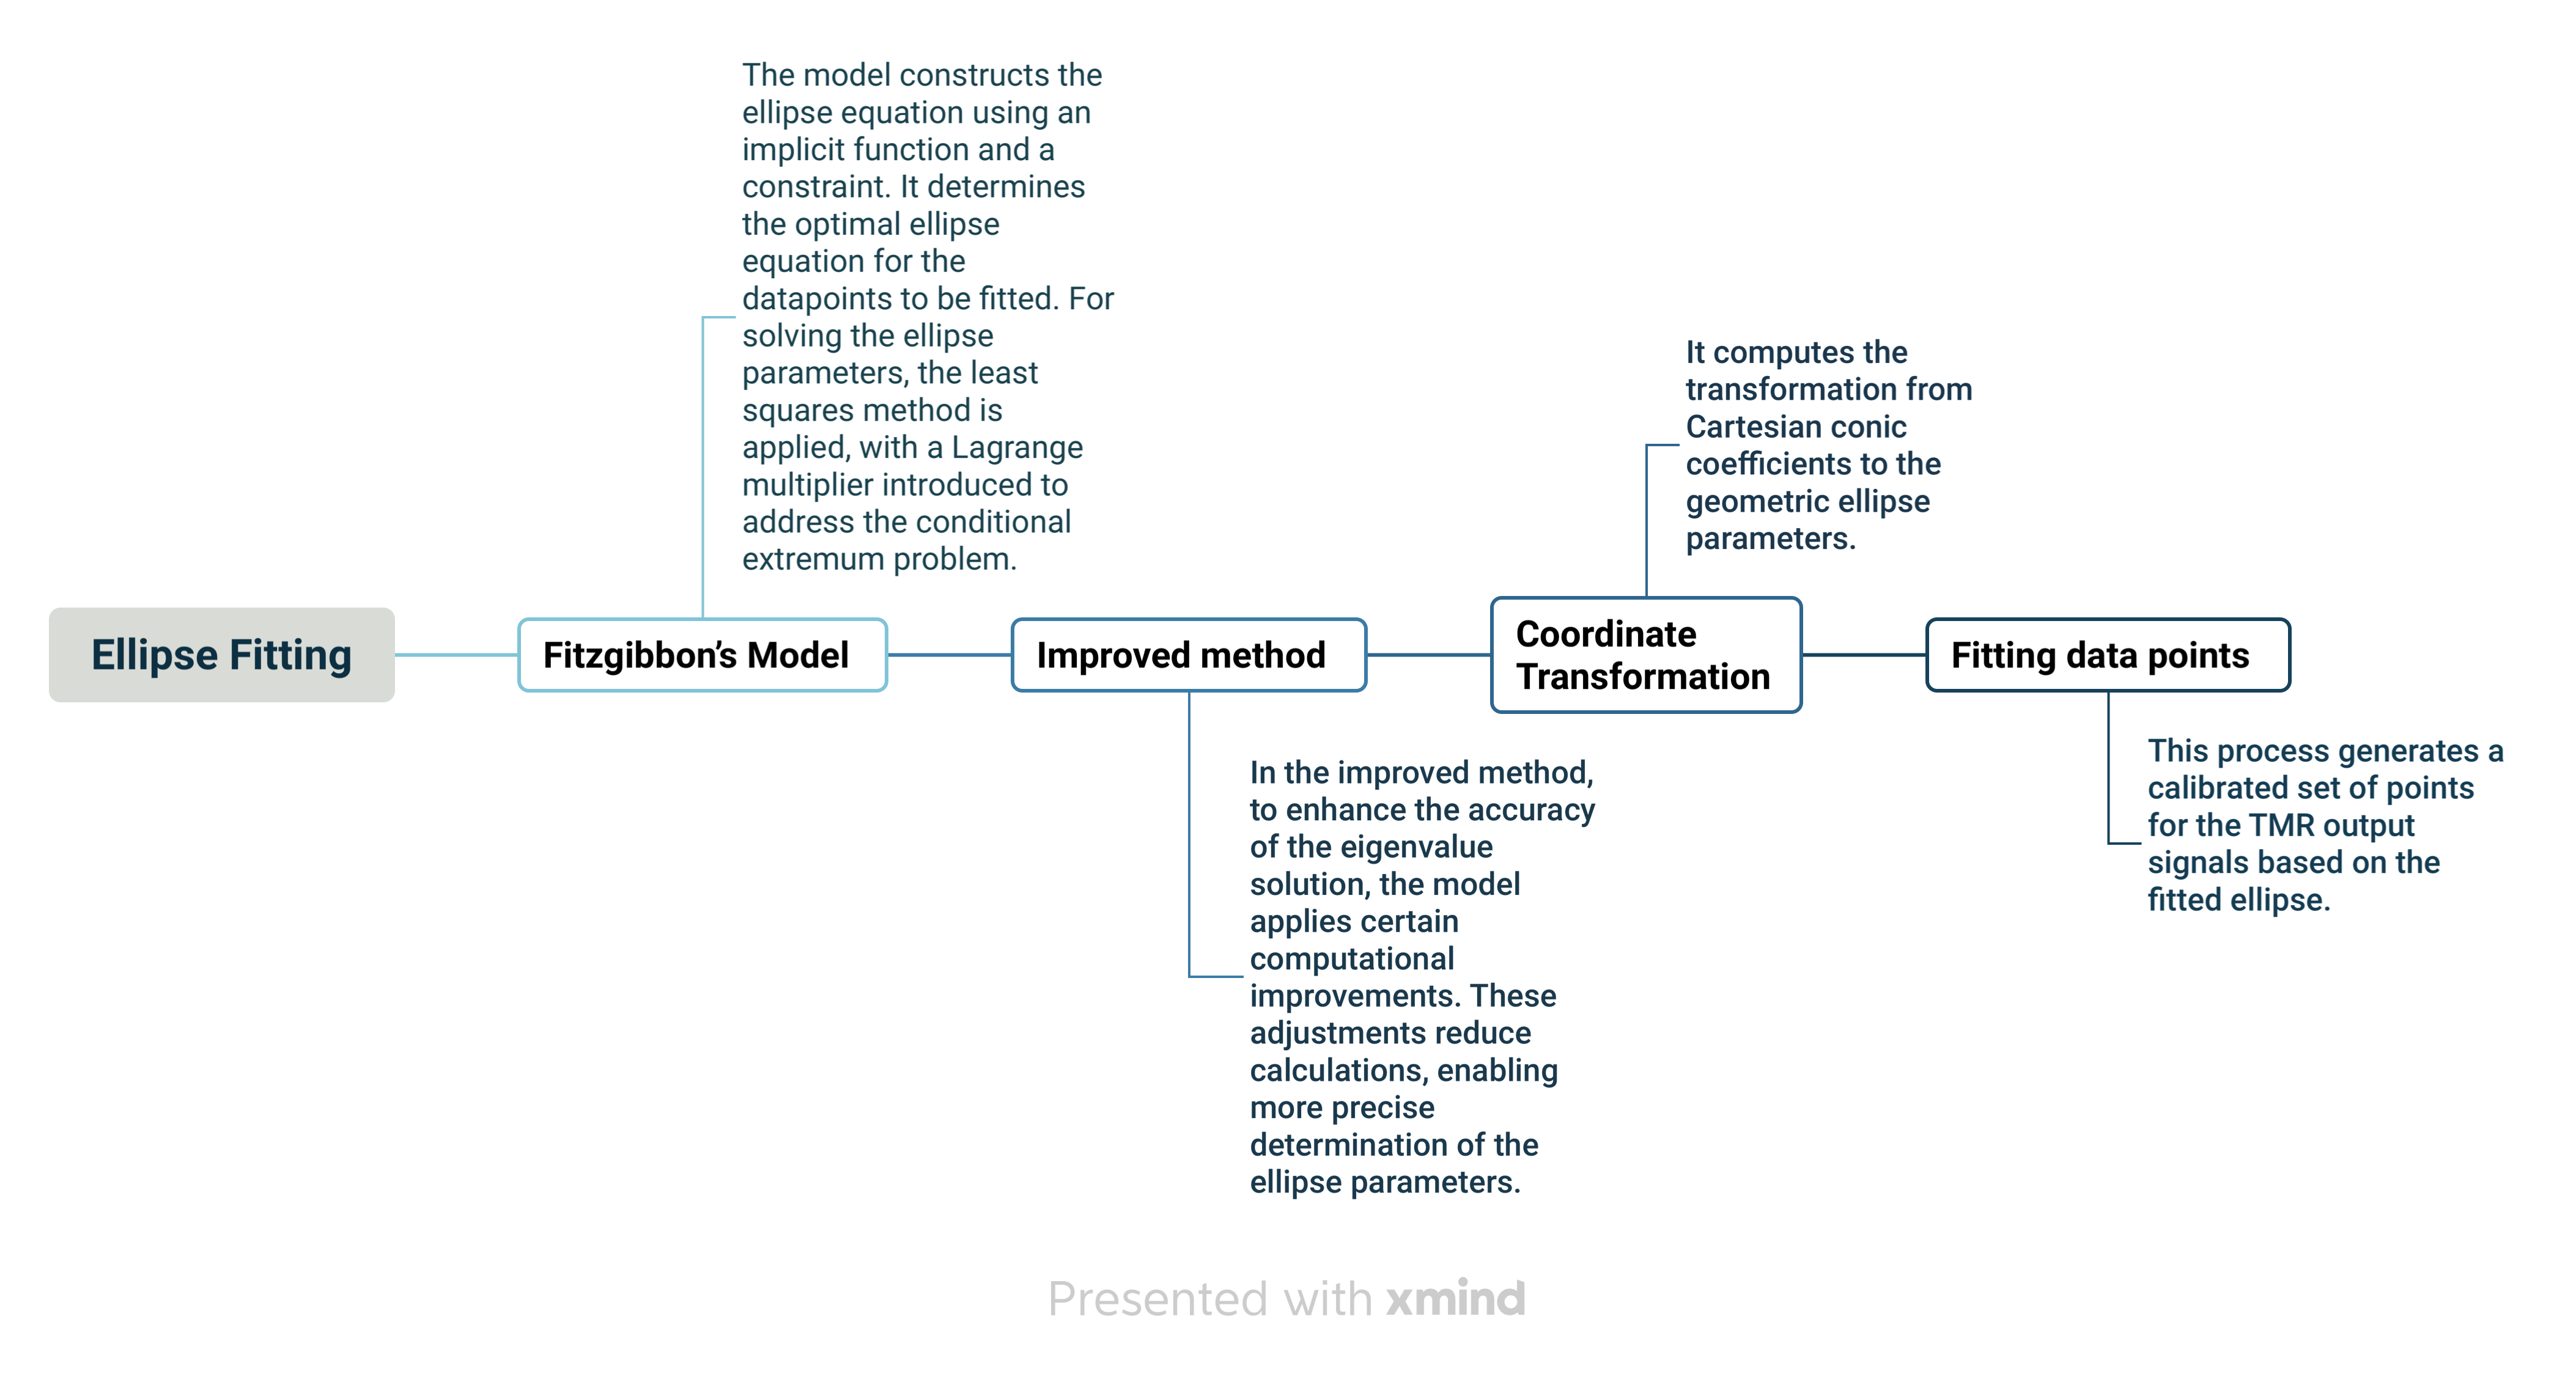 The model constructs the
ellipse equation using an
implicit function and a
constraint. It determines
the optimal ellipse
equation for the
datapoints to be fitted. For
solving the ellipse
parameters, the least
squares method is
applied, with a Lagrange
multiplier introduced to
address the conditional
extremum problem.
It computes the
transformation from
Cartesian conic
coefficients to the
geometric ellipse
parameters.
Ellipse Fitting
Fitzgibbon’s Model
Improved method
Coordinate
Transformation
Fitting data points
In the improved method,
to enhance the accuracy
of the eigenvalue
solution, the model
applies certain
computational
improvements. These
adjustments reduce
calculations, enabling
more precise
determination of the
ellipse parameters.
This process generates a
calibrated set of points
for the TMR output
signals based on the
fitted ellipse.
Presented with xmind